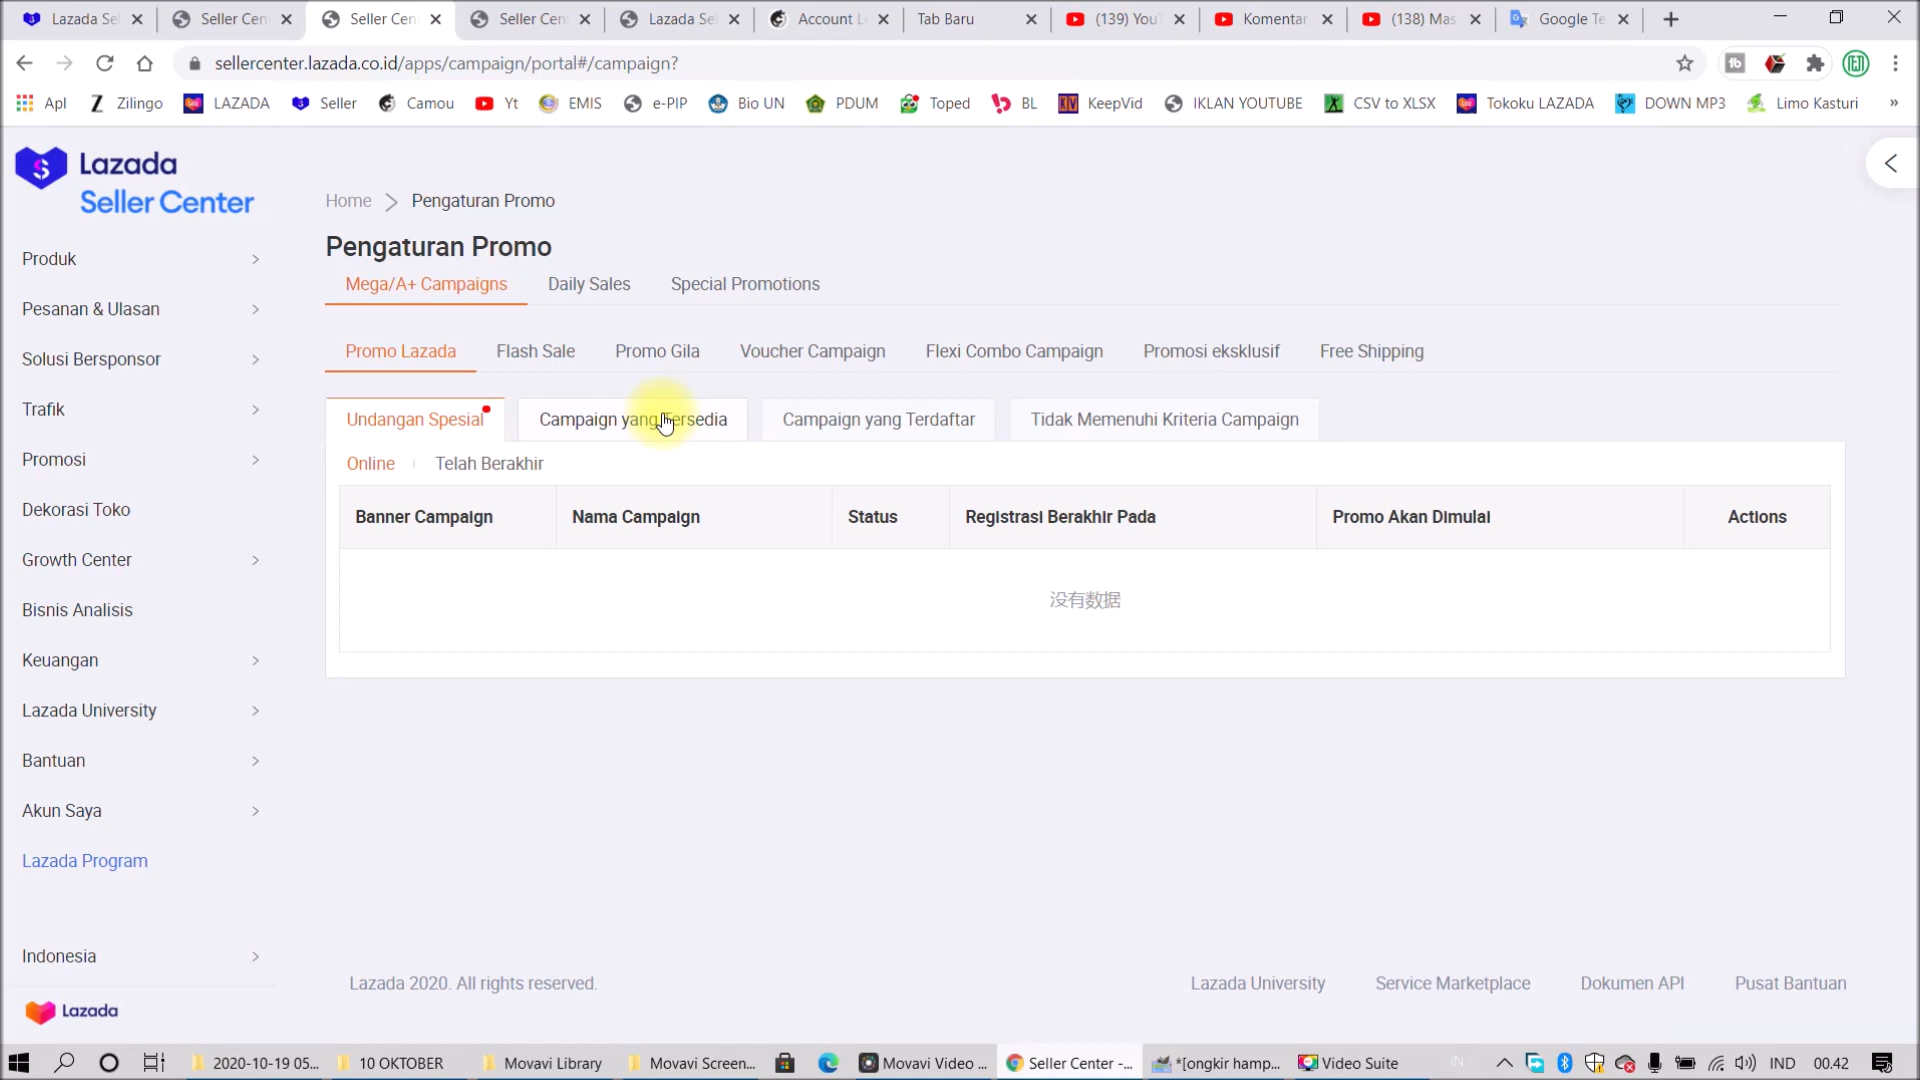 Lazada Sel
Seller Cen
Seller Cen
Seller Cen
Lazada Sel
Account L
Tab Baru
(139) YouT
Komentar
(138) Mas
Google Te
sellercenter.lazada.co.id/apps/campaign/portal#/campaign?
Apl
Zilingo
LAZADA
Seller
Camou
Yt
EMIS
e-PIP
Bio UN
PDUM
Toped
BL
KeepVid
IKLAN YOUTUBE
CSV to XLSX
Tokoku LAZADA
DOWN MP3
Limo Kasturi
Lazada
Seller Center
Produk
Pesanan & Ulasan
Solusi Bersponsor
Trafik
Promosi
Dekorasi Toko
Growth Center
Bisnis Analisis
Keuangan
Lazada University
Bantuan
Akun Saya
Lazada Program
Indonesia
Lazada
Home > Pengaturan Promo
Pengaturan Promo
Mega/A+ Campaigns Daily Sales Special Promotions
Promo Lazada Flash Sale Promo Gila Voucher Campaign Flexi Combo Campaign Promosi eksklusif Free Shipping
Undangan Spesial Campaign yang Tersedia Campaign yang Terdaftar Tidak Memenuhi Kriteria Campaign
Online Telah Berakhir
Banner Campaign Nama Campaign Status Registrasi Berakhir Pada Promo Akan Dimulai Actions
没有数据
Lazada 2020. All rights reserved. Lazada University Service Marketplace Dokumen API Pusat Bantuan
2020-10-19 05...
10 OKTOBER
Movavi Library
Movavi Screen...
Movavi Video ...
Seller Center -...
*[ongkir hamp...
Video Suite
IN
IND
00.42